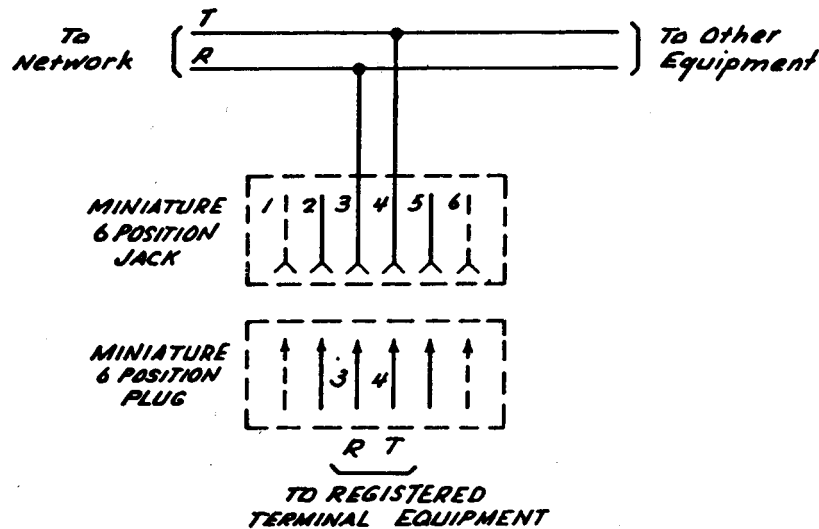 T
To
Network
R
To Other
Equipment
MINIATURE
6 POSITION
JACK
1 2 3 4 5 6
MINIATURE
6 POSITION
PLUG
3 4
R T
TO REGISTERED
TERMINAL EQUIPMENT